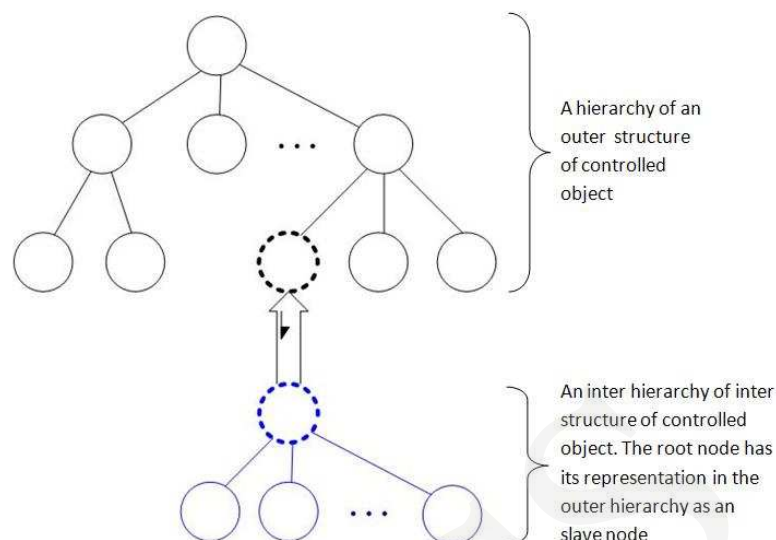 A hierarchy of an
outer structure
of controlled
object
An inter hierarchy of inter
structure of controlled
object. The root node has
its representation in the
outer hierarchy as an
slave node